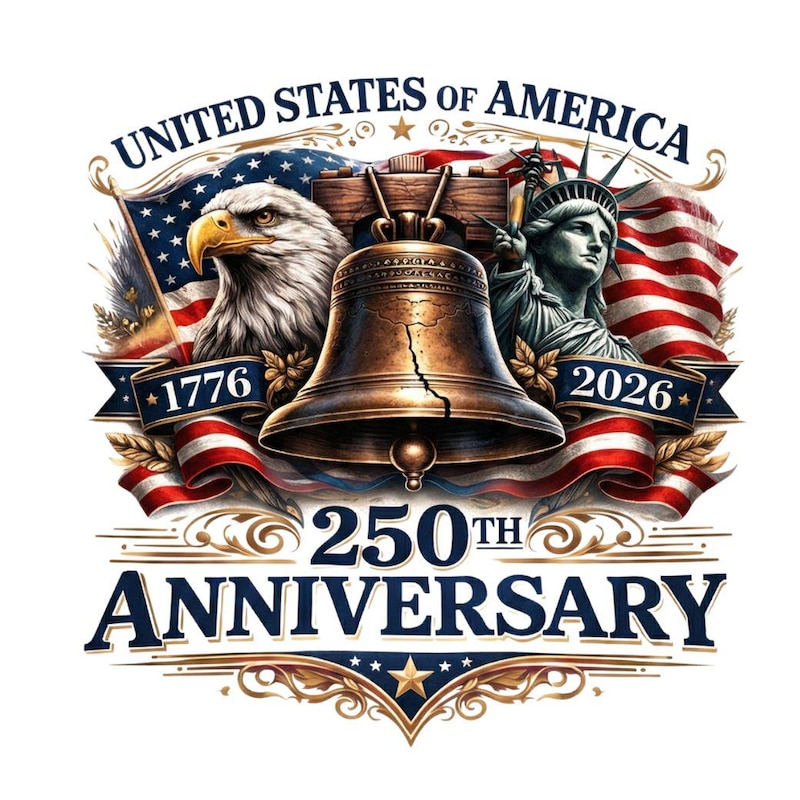 UNITED STATES OF AMERICA
1776
2026
250TH
ANNIVERSARY